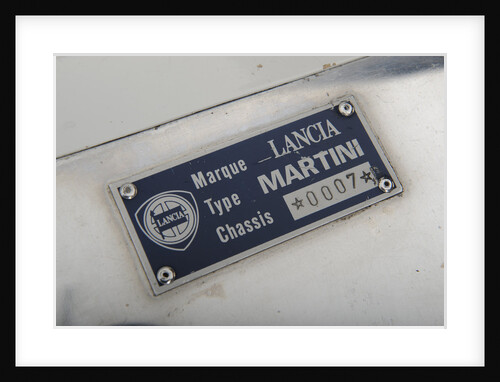 Marque LANCIA
Type MARTINI
Chassis ☆0007☆
LANCIA